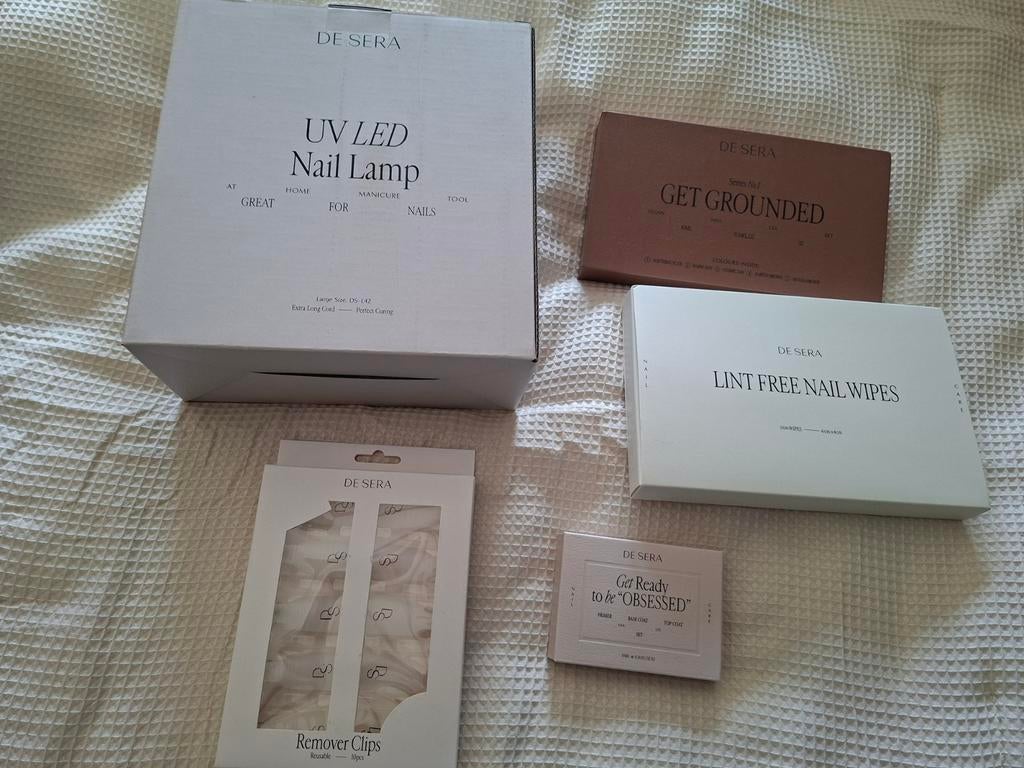 DE SERA
UV LED
Nail Lamp
AT HOME MANICURE TOOL
GREAT FOR NAILS
Large Size, DS-L42
Extra Long Cord — Perfect Curing
DE SERA
Series No.1
GET GROUNDED
VEGAN
GEL
SET
DE SERA
LINT FREE NAIL WIPES
NAIL
CARE
WIPES
DE SERA
Remover Clips
Reusable — 10pcs
DE SERA
Get Ready
to be “OBSESSED”
PRIMER BASE COAT TOP COAT
SET
NAIL
CARE